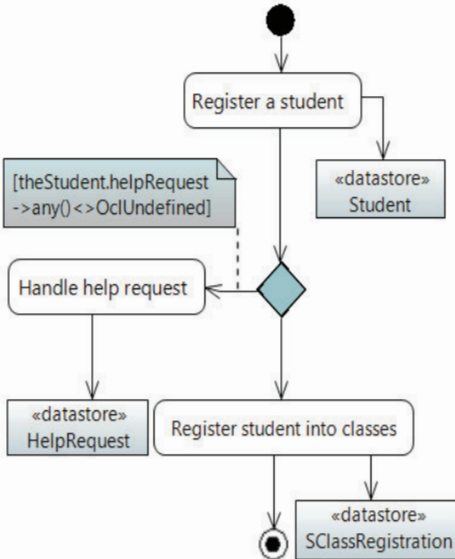 Register a student
«datastore»
Student
[theStudent.helpRequest
->any()<>OclUndefined]
Handle help request
«datastore»
HelpRequest
Register student into classes
«datastore»
SClassRegistration